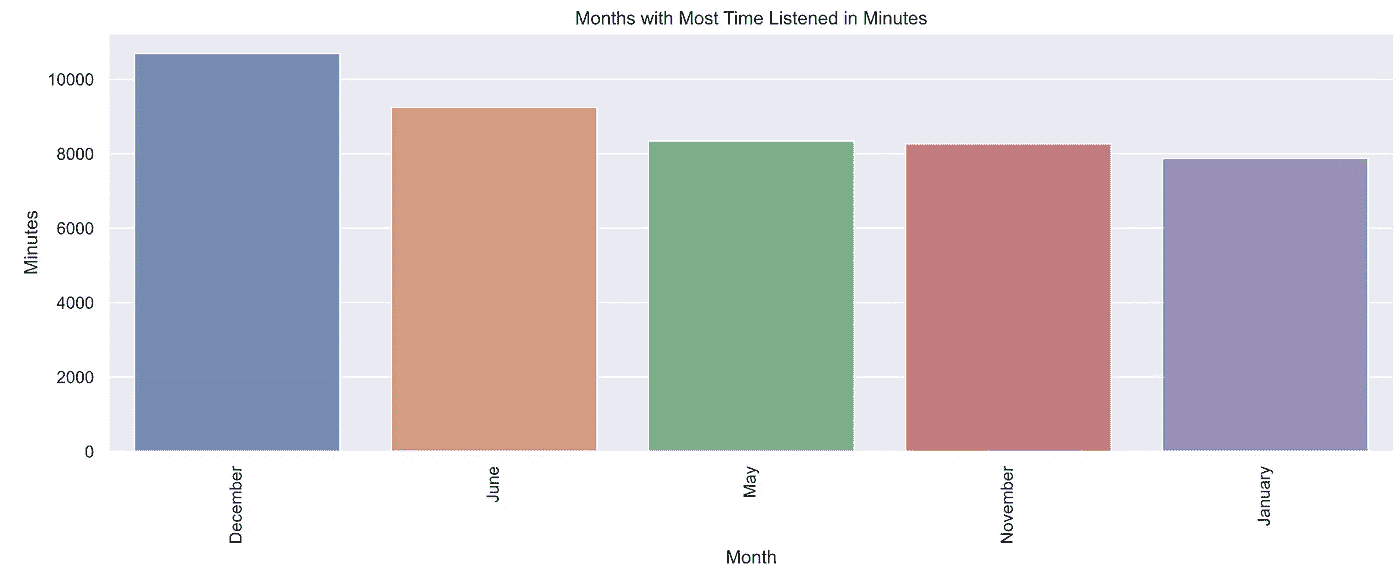 Months with Most Time Listened in Minutes
10000
8000
6000
4000
2000
0
Minutes
December
June
May
November
January
Month